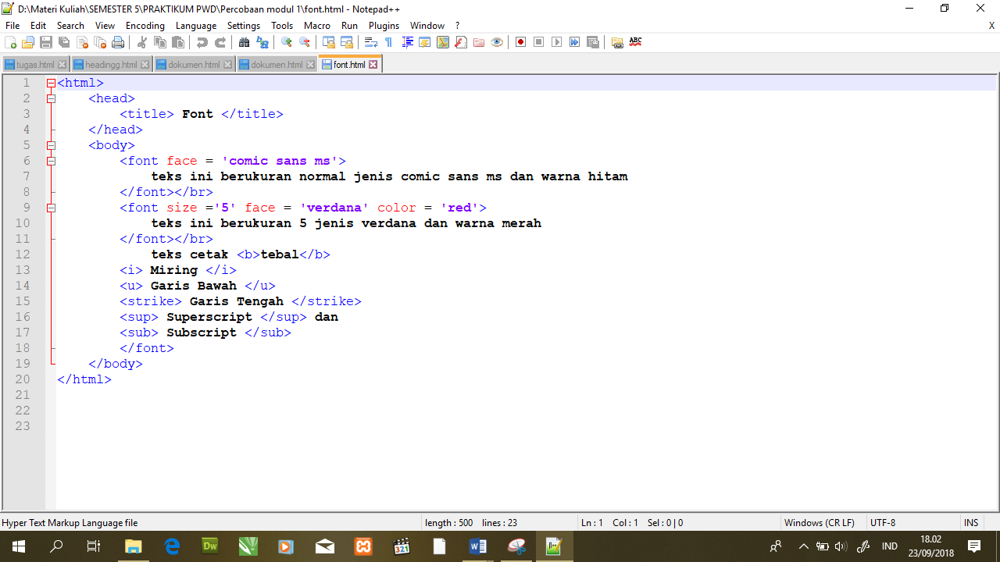 D:\Materi Kuliah\SEMESTER 5\PRAKTIKUM PWD\Percobaan modul 1\font.html - Notepad++
File Edit Search View Encoding Language Settings Tools Macro Run Plugins Window ? X
ABC
tugas.html headingg.html dokumen.html dokumen.html font.html
1 <html>
2 <head>
3 <title> Font </title>
4 </head>
5 <body>
6 <font face = 'comic sans ms'>
7 teks ini berukuran normal jenis comic sans ms dan warna hitam
8 </font></br>
9 <font size ='5' face = 'verdana' color = 'red'>
10 teks ini berukuran 5 jenis verdana dan warna merah
11 </font></br>
12 teks cetak <b>tebal</b>
13 <i> Miring </i>
14 <u> Garis Bawah </u>
15 <strike> Garis Tengah </strike>
16 <sup> Superscript </sup> dan
17 <sub> Subscript </sub>
18 </font>
19 </body>
20 </html>
21
22
23
Hyper Text Markup Language file length : 500 lines : 23 Ln : 1 Col : 1 Sel : 0 | 0 Windows (CR LF) UTF-8 INS
Dw 321 IND 18.02
23/09/2018